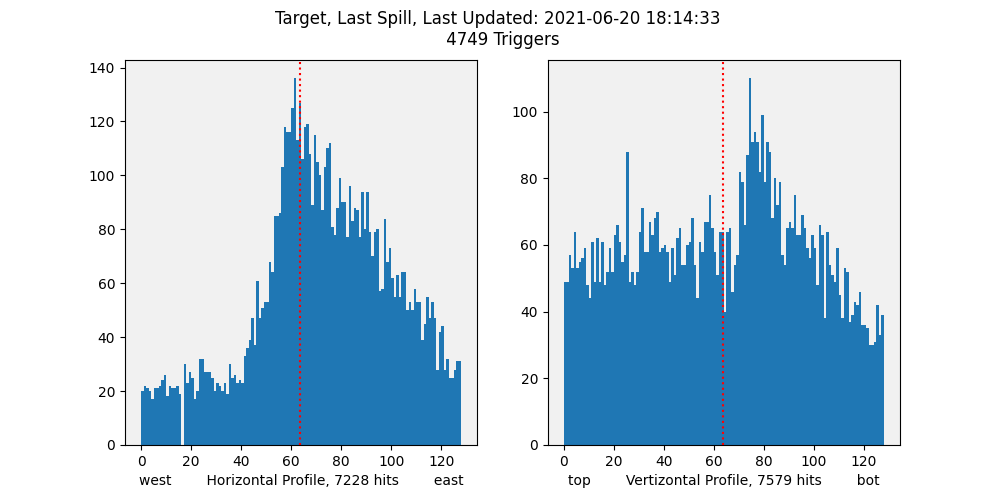 Target, Last Spill, Last Updated: 2021-06-20 18:14:33
4749 Triggers
140
120
100
80
60
40
20
0
0 20 40 60 80 100 120
west Horizontal Profile, 7228 hits east
100
80
60
40
20
0
0 20 40 60 80 100 120
top Vertizontal Profile, 7579 hits bot